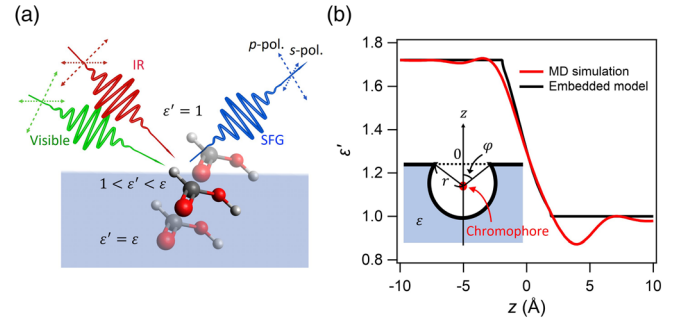 (a)
p-pol.
s-pol.
IR
ε′ = 1
Visible
SFG
1 < ε′ < ε
ε′ = ε
(b)
1.8
1.6
1.4
1.2
1.0
0.8
ε′
MD simulation
Embedded model
z
0
φ
r
ε
Chromophore
-10
-5
0
5
10
z (Å)